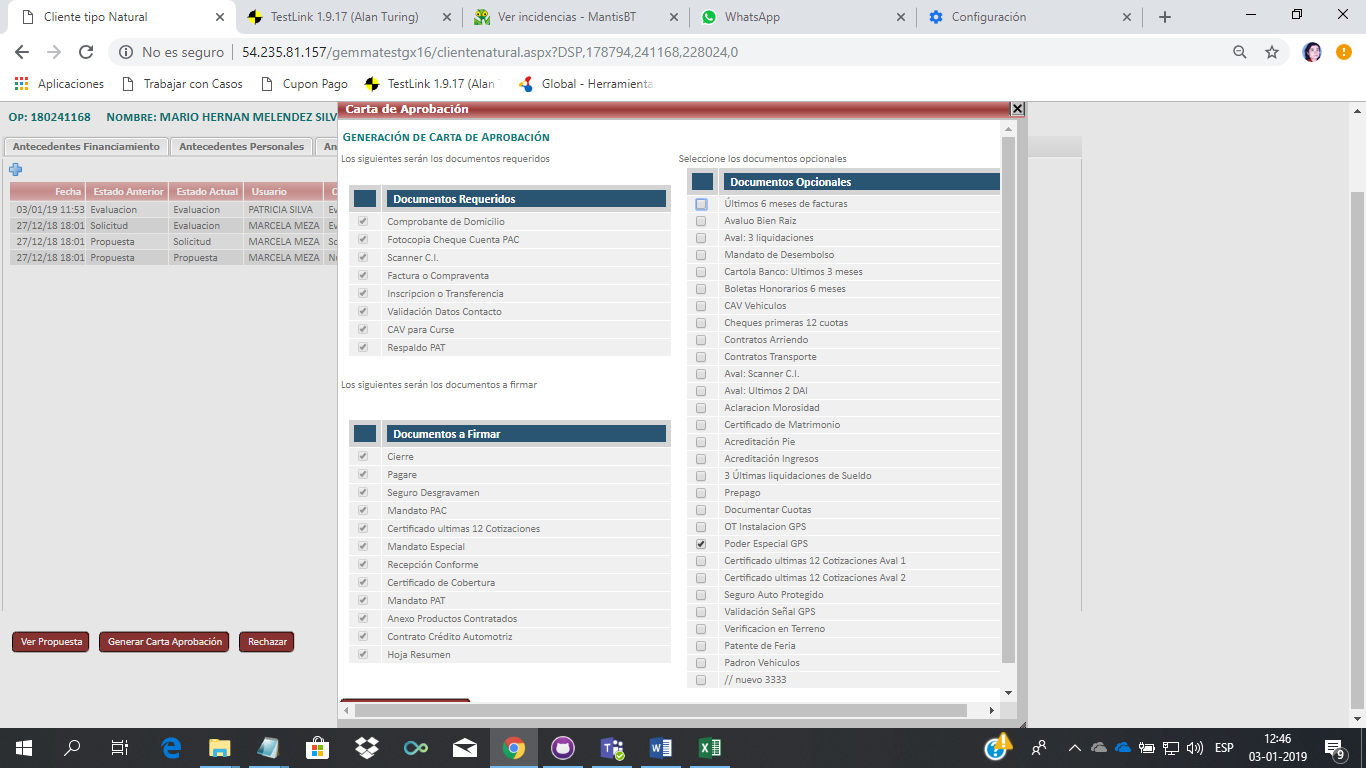 Cliente tipo Natural
TestLink 1.9.17 (Alan Turing)
Ver incidencias - MantisBT
WhatsApp
Configuración
No es seguro | 54.235.81.157/gemmatestgx16/clientenatural.aspx?DSP,178794,241168,228024,0
Aplicaciones
Trabajar con Casos
Cupon Pago
TestLink 1.9.17 (Alan
Global - Herramienta
OP: 180241168 NOMBRE: MARIO HERNAN MELENDEZ SILV
Antecedentes Financiamiento
Antecedentes Personales
An
Fecha Estado Anterior Estado Actual Usuario
03/01/19 11:53 Evaluacion Evaluacion PATRICIA SILVA
27/12/18 18:01 Solicitud Evaluacion MARCELA MEZA
27/12/18 18:01 Propuesta Solicitud MARCELA MEZA
27/12/18 18:01 Propuesta Propuesta MARCELA MEZA
Ver Propuesta
Generar Carta Aprobación
Rechazar
Carta de Aprobación
GENERACIÓN DE CARTA DE APROBACIÓN
Los siguientes serán los documentos requeridos
Documentos Requeridos
Comprobante de Domicilio
Fotocopia Cheque Cuenta PAC
Scanner C.I.
Factura o Compraventa
Inscripcion o Transferencia
Validación Datos Contacto
CAV para Curse
Respaldo PAT
Los siguientes serán los documentos a firmar
Documentos a Firmar
Cierre
Pagare
Seguro Desgravamen
Mandato PAC
Certificado ultimas 12 Cotizaciones
Mandato Especial
Recepción Conforme
Certificado de Cobertura
Mandato PAT
Anexo Productos Contratados
Contrato Crédito Automotriz
Hoja Resumen
Seleccione los documentos opcionales
Documentos Opcionales
Últimos 6 meses de facturas
Avaluo Bien Raiz
Aval: 3 liquidaciones
Mandato de Desembolso
Cartola Banco: Ultimos 3 meses
Boletas Honorarios 6 meses
CAV Vehiculos
Cheques primeras 12 cuotas
Contratos Arriendo
Contratos Transporte
Aval: Scanner C.I.
Aval: Ultimos 2 DAI
Aclaracion Morosidad
Certificado de Matrimonio
Acreditación Pie
Acreditación Ingresos
3 Últimas liquidaciones de Sueldo
Prepago
Documentar Cuotas
OT Instalacion GPS
Poder Especial GPS
Certificado ultimas 12 Cotizaciones Aval 1
Certificado ultimas 12 Cotizaciones Aval 2
Seguro Auto Protegido
Validación Señal GPS
Verificacion en Terreno
Patente de Feria
Padron Vehiculos
// nuevo 3333
ESP
12:46
03-01-2019
9